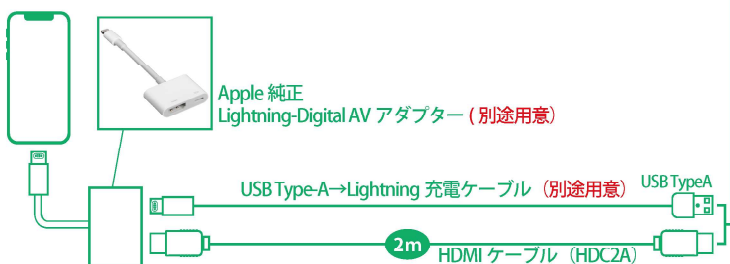 Apple 純正
Lightning-Digital AV アダプター ( 別途用意）
USB Type-A→Lightning 充電ケーブル（別途用意）
USB TypeA
2m
HDMI ケーブル（HDC2A）